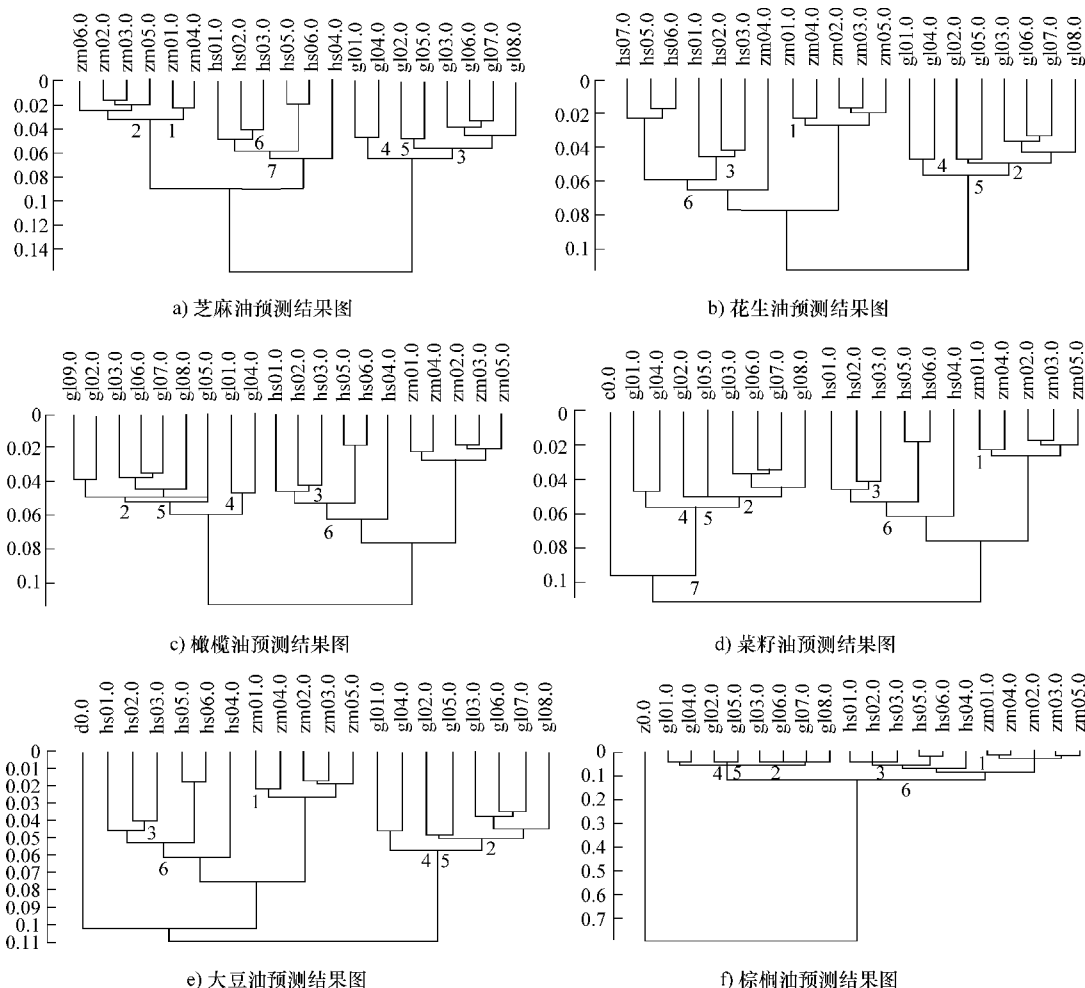 zm06.0 zm02.0 zm03.0 zm05.0 zm01.0 zm04.0 hs01.0 hs02.0 hs03.0 hs05.0 hs06.0 hs04.0 gl01.0 gl04.0 gl02.0 gl05.0 gl03.0 gl06.0 gl07.0 gl08.0
0
0.02
0.04
0.06
0.08
0.1
0.12
0.14
2 1 6 7 4 5 3
a) 芝麻油预测结果图
hs07.0 hs05.0 hs06.0 hs01.0 hs02.0 hs03.0 zm04.0 zm01.0 zm04.0 zm02.0 zm03.0 zm05.0 gl01.0 gl04.0 gl02.0 gl05.0 gl03.0 gl06.0 gl07.0 gl08.0
0
0.02
0.04
0.06
0.08
0.1
6 3 1 4 5 2
b) 花生油预测结果图
gl09.0 gl02.0 gl03.0 gl06.0 gl07.0 gl08.0 gl05.0 gl01.0 gl04.0 hs01.0 hs02.0 hs03.0 hs05.0 hs06.0 hs04.0 zm01.0 zm04.0 zm02.0 zm03.0 zm05.0
0
0.02
0.04
0.06
0.08
0.1
2 5 4 3 6
c) 橄榄油预测结果图
c0.0 gl01.0 gl04.0 gl02.0 gl05.0 gl03.0 gl06.0 gl07.0 gl08.0 hs01.0 hs02.0 hs03.0 hs05.0 hs06.0 hs04.0 zm01.0 zm04.0 zm02.0 zm03.0 zm05.0
0
0.02
0.04
0.06
0.08
0.1
4 5 2 7 3 6 1
d) 菜籽油预测结果图
d0.0 hs01.0 hs02.0 hs03.0 hs05.0 hs06.0 hs04.0 zm01.0 zm04.0 zm02.0 zm03.0 zm05.0 gl01.0 gl04.0 gl02.0 gl05.0 gl03.0 gl06.0 gl07.0 gl08.0
0
0.01
0.02
0.03
0.04
0.05
0.06
0.07
0.08
0.09
0.1
0.11
3 6 1 4 5 2
e) 大豆油预测结果图
z0.0 gl01.0 gl04.0 gl02.0 gl05.0 gl03.0 gl06.0 gl07.0 gl08.0 hs01.0 hs02.0 hs03.0 hs05.0 hs06.0 hs04.0 zm01.0 zm04.0 zm02.0 zm03.0 zm05.0
0
0.1
0.2
0.3
0.4
0.5
0.6
0.7
4 5 2 3 6 1
f) 棕榈油预测结果图